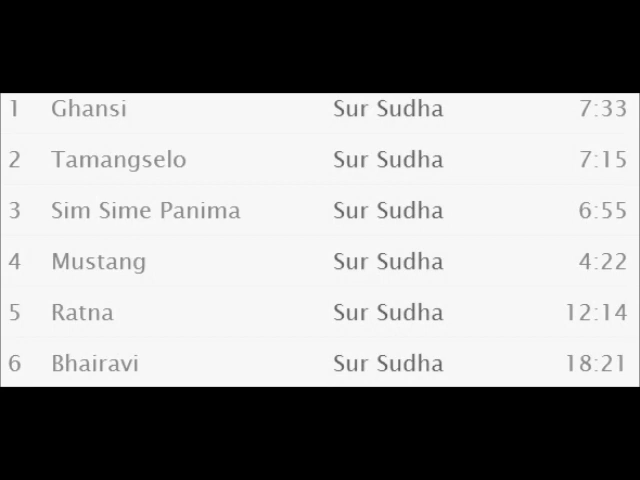 1 Ghansi Sur Sudha 7:33
2 Tamangselo Sur Sudha 7:15
3 Sim Sime Panima Sur Sudha 6:55
4 Mustang Sur Sudha 4:22
5 Ratna Sur Sudha 12:14
6 Bhairavi Sur Sudha 18:21